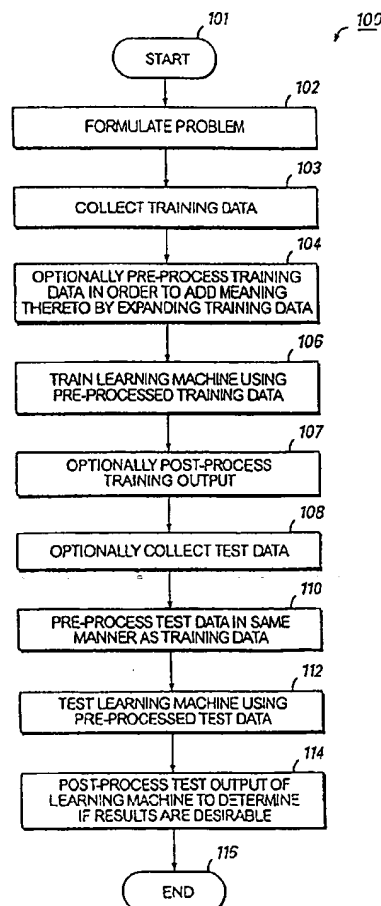 101
100
START
102
FORMULATE PROBLEM
103
COLLECT TRAINING DATA
104
OPTIONALLY PRE-PROCESS TRAINING
DATA IN ORDER TO ADD MEANING
THERETO BY EXPANDING TRAINING DATA
106
TRAIN LEARNING MACHINE USING
PRE-PROCESSED TRAINING DATA
107
OPTIONALLY POST-PROCESS
TRAINING OUTPUT
108
OPTIONALLY COLLECT TEST DATA
110
PRE-PROCESS TEST DATA IN SAME
MANNER AS TRAINING DATA
112
TEST LEARNING MACHINE USING
PRE-PROCESSED TEST DATA
114
POST-PROCESS TEST OUTPUT OF
LEARNING MACHINE TO DETERMINE
IF RESULTS ARE DESIRABLE
116
END